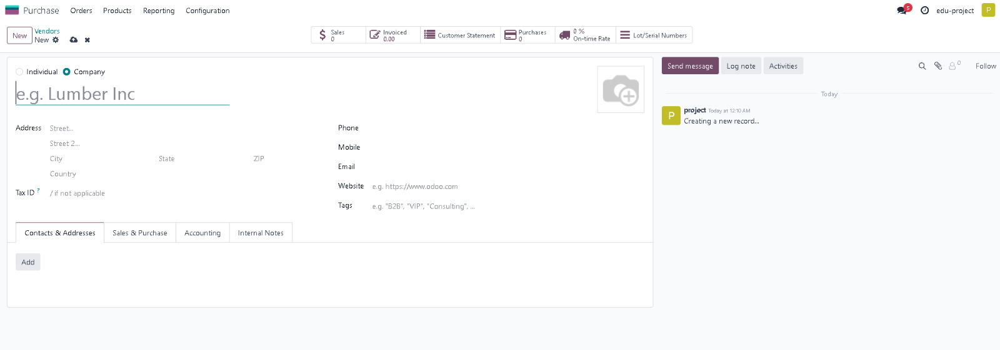 Purchase Orders Products Reporting Configuration 5 edu-project P
New Vendors
New
Sales
0
Invoiced
0.00
Customer Statement
Purchases
0
0 %
On-time Rate
Lot/Serial Numbers
Individual Company
e.g. Lumber Inc
Address Street...
Street 2...
City State ZIP
Country
Tax ID ? / if not applicable
Phone
Mobile
Email
Website e.g. https://www.odoo.com
Tags e.g. "B2B", "VIP", "Consulting", ...
Contacts & Addresses Sales & Purchase Accounting Internal Notes
Add
Send message Log note Activities 0 Follow
Today
P project Today at 12:10 AM
Creating a new record...